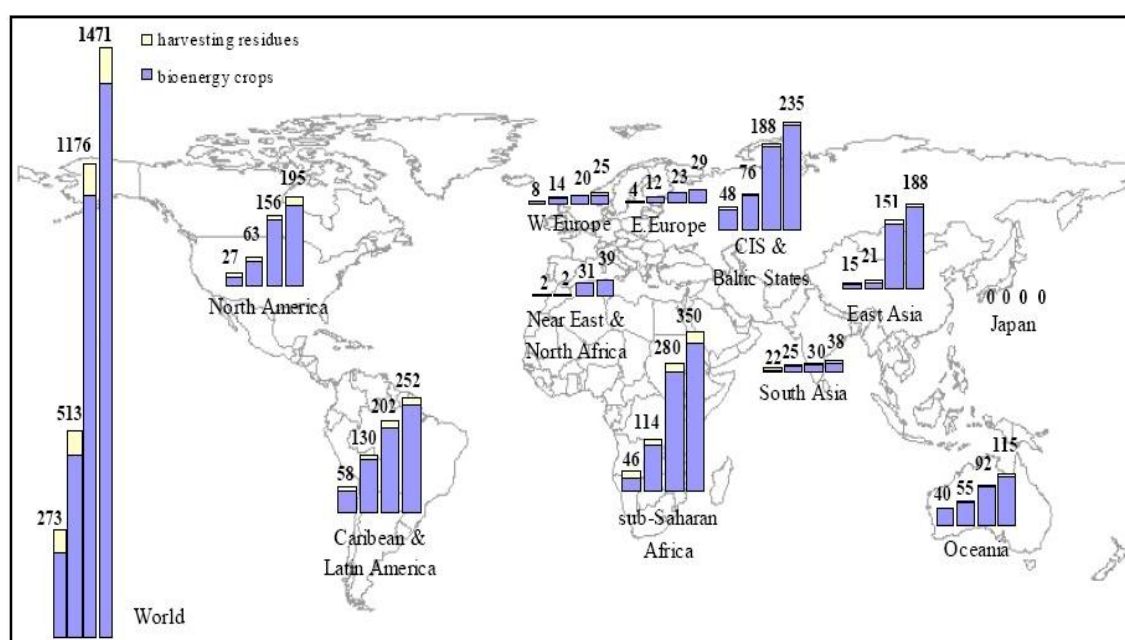 1471
harvesting residues
bioenergy crops
1176
513
273
World
27 63 156 195
North America
58 130 202 252
Caribean &
Latin America
8 14 20 25
W.Europe
4 12 23 29
E.Europe
48 76 188 235
CIS &
Baltic States
2 2 31 39
Near East &
North Africa
46 114 280 350
sub-Saharan
Africa
15 21 151 188
East Asia
0 0 0 0
Japan
22 25 30 38
South Asia
40 55 92 115
Oceania